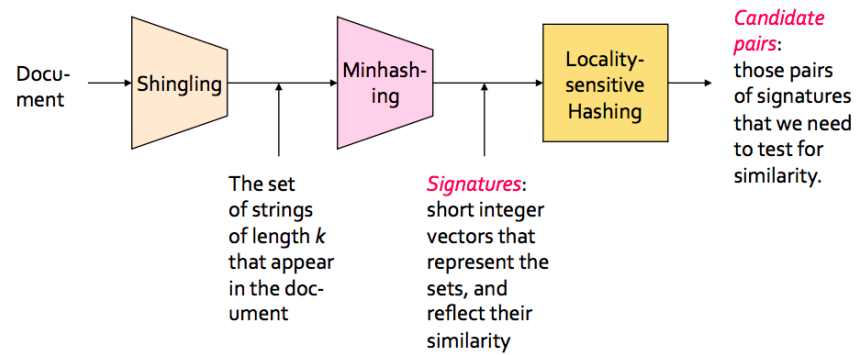 Docu-
ment
Shingling
The set
of strings
of length k
that appear
in the doc-
ument
Minhash-
ing
Signatures:
short integer
vectors that
represent the
sets, and
reflect their
similarity
Locality-
sensitive
Hashing
Candidate
pairs:
those pairs
of signatures
that we need
to test for
similarity.